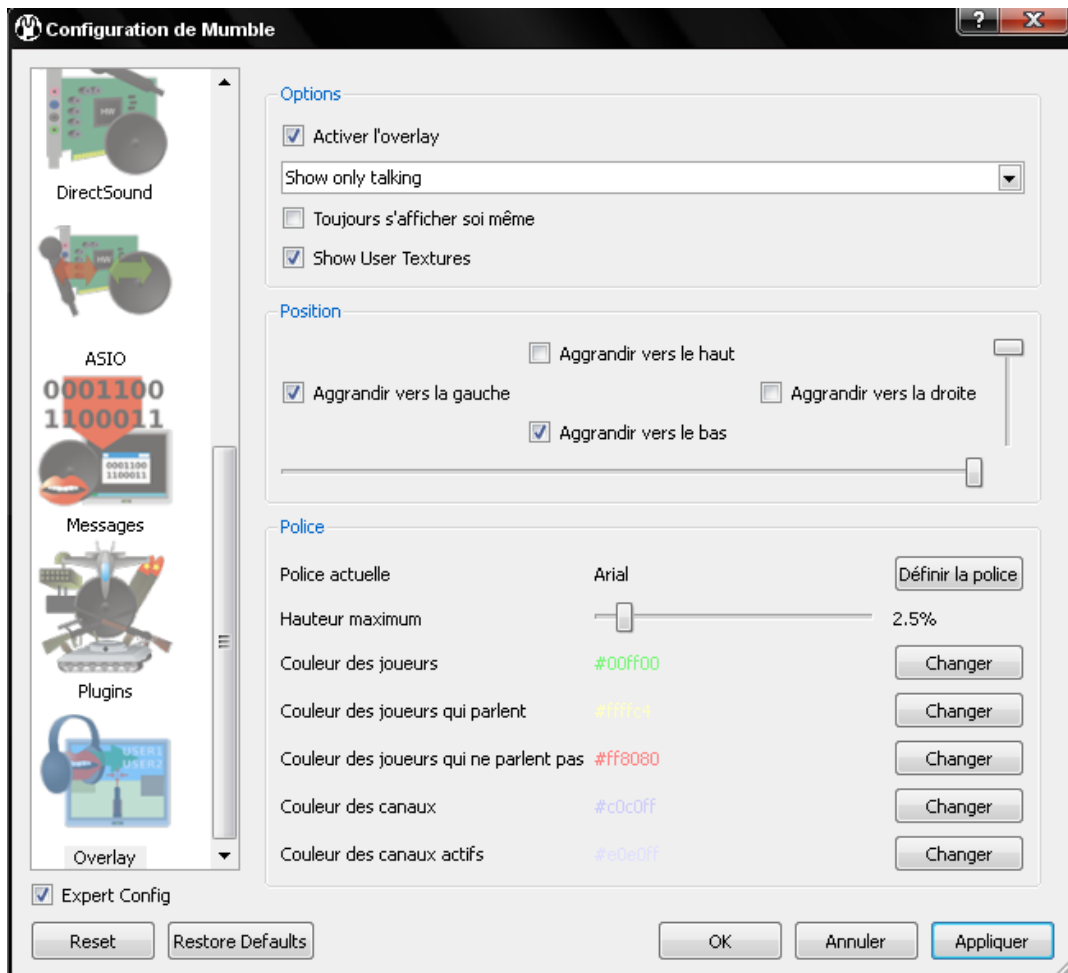 Configuration de Mumble
DirectSound
ASIO
0001100
1100011
0001100
1100011
Messages
Plugins
USER1
USER2
Overlay
Expert Config
Options
Activer l'overlay
Show only talking
Toujours s'afficher soi même
Show User Textures
Position
Aggrandir vers le haut
Aggrandir vers la gauche
Aggrandir vers la droite
Aggrandir vers le bas
Police
Police actuelle Arial Définir la police
Hauteur maximum 2.5%
Couleur des joueurs #00ff00 Changer
Couleur des joueurs qui parlent #ffffc4 Changer
Couleur des joueurs qui ne parlent pas #ff8080 Changer
Couleur des canaux #c0c0ff Changer
Couleur des canaux actifs #e0e0ff Changer
Reset Restore Defaults OK Annuler Appliquer